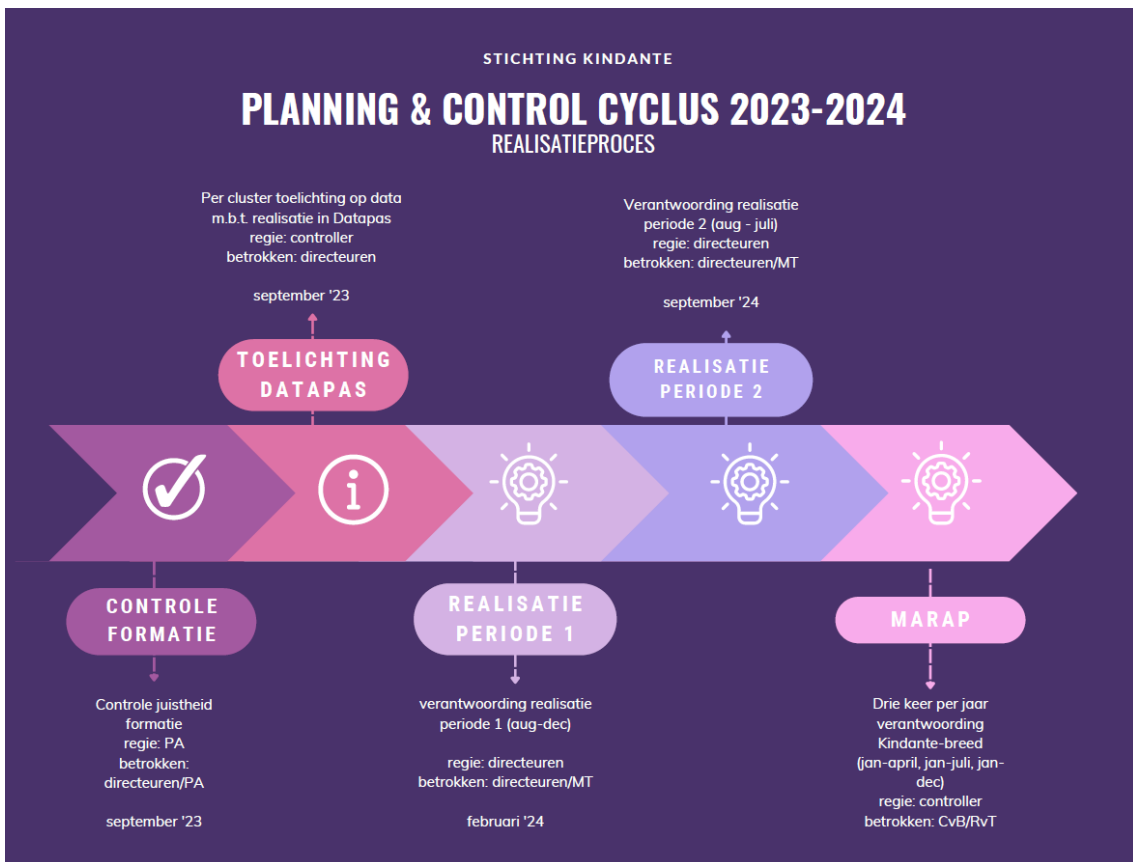 STICHTING KINDANTE
PLANNING & CONTROL CYCLUS 2023-2024
REALISATIEPROCES
Per cluster toelichting op data
m.b.t. realisatie in Datapas
regie: controller
betrokken: directeuren
september '23
TOELICHTING
DATAPAS
Verantwoording realisatie
periode 2 (aug - juli)
regie: directeuren
betrokken: directeuren/MT
september '24
REALISATIE
PERIODE 2
CONTROLE
FORMATIE
Controle juistheid
formatie
regie: PA
betrokken:
directeuren/PA
september '23
REALISATIE
PERIODE 1
verantwoording realisatie
periode 1 (aug-dec)
regie: directeuren
betrokken: directeuren/MT
februari '24
MARAP
Drie keer per jaar
verantwoording
Kindante-breed
(jan-april, jan-juli, jan-
dec)
regie: controller
betrokken: CvB/RvT